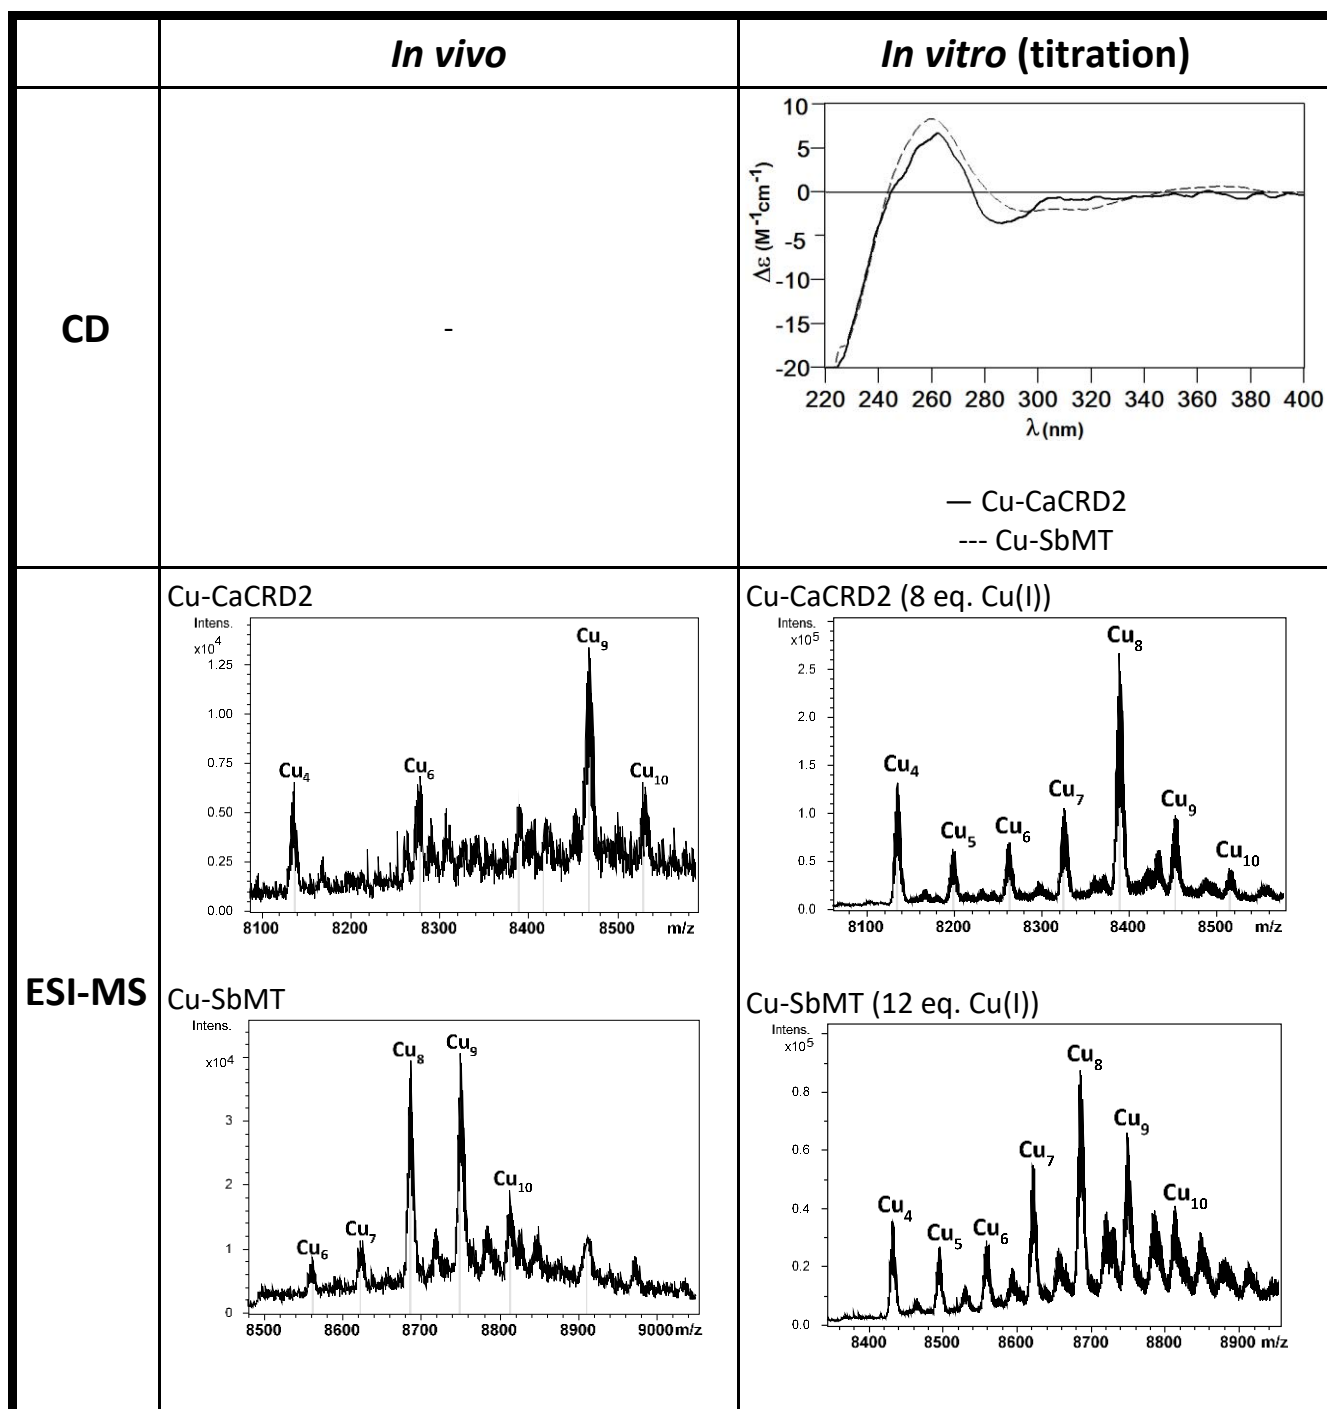 In vivo
In vitro (titration)
CD
-
10
5
0
-5
-10
-15
-20
Δε (M⁻¹cm⁻¹)
220 240 260 280 300 320 340 360 380 400
λ (nm)
— Cu-CaCRD2
--- Cu-SbMT
ESI-MS
Cu-CaCRD2
Intens.
x10⁴
1.25
1.00
0.75
0.50
0.25
0.00
Cu₄
Cu₆
Cu₉
Cu₁₀
8100 8200 8300 8400 8500 m/z
Cu-CaCRD2 (8 eq. Cu(I))
Intens.
x10⁵
2.5
2.0
1.5
1.0
0.5
0.0
Cu₄
Cu₅
Cu₆
Cu₇
Cu₈
Cu₉
Cu₁₀
8100 8200 8300 8400 8500 m/z
Cu-SbMT
Intens.
x10⁴
3
2
1
0
Cu₆
Cu₇
Cu₈
Cu₉
Cu₁₀
8500 8600 8700 8800 8900 9000 m/z
Cu-SbMT (12 eq. Cu(I))
Intens.
x10⁵
0.8
0.6
0.4
0.2
0.0
Cu₄
Cu₅
Cu₆
Cu₇
Cu₈
Cu₉
Cu₁₀
8400 8500 8600 8700 8800 8900 m/z